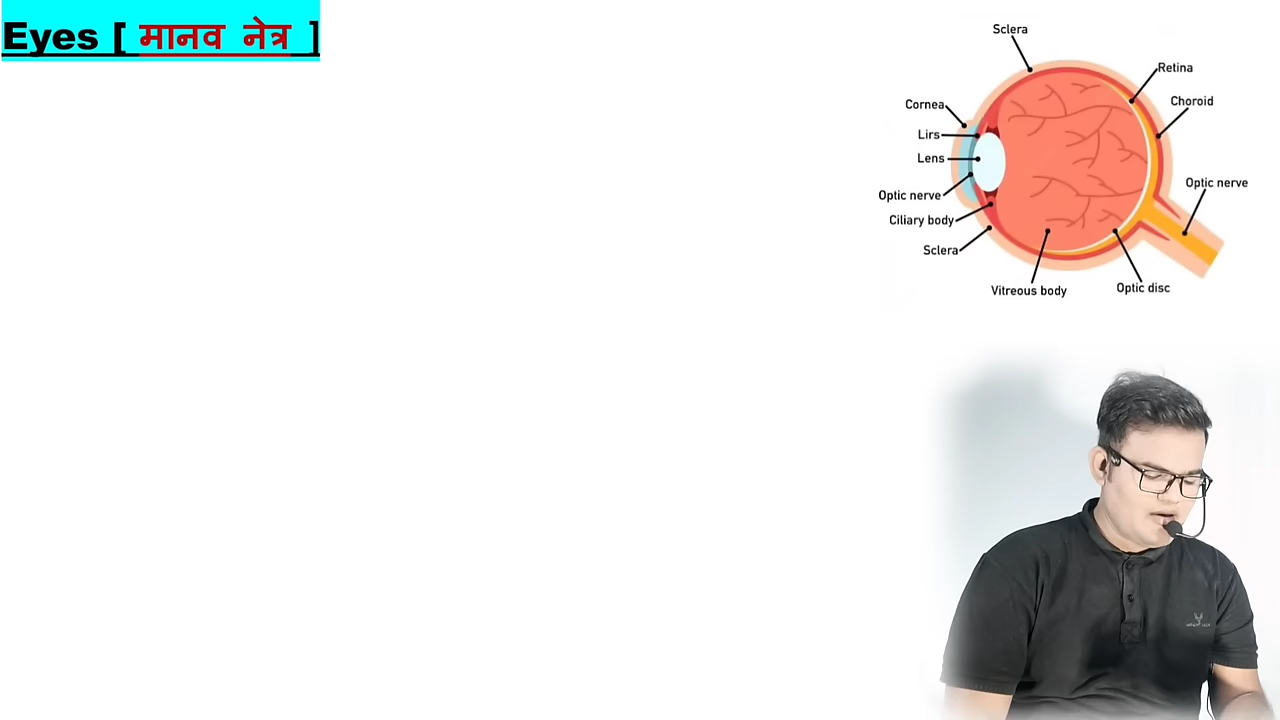 Eyes [ मानव नेत्र ]
Sclera
Retina
Cornea
Choroid
Lirs
Lens
Optic nerve
Optic nerve
Ciliary body
Sclera
Vitreous body
Optic disc